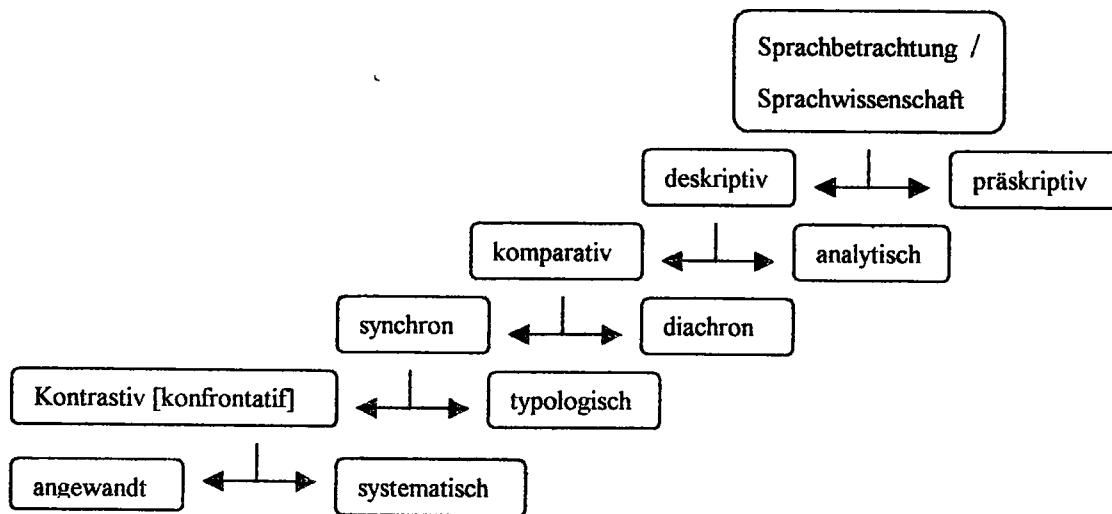 Sprachbetrachtung /
Sprachwissenschaft
deskriptiv
präskriptiv
komparativ
analytisch
synchron
diachron
Kontrastiv [konfrontatif]
typologisch
angewandt
systematisch